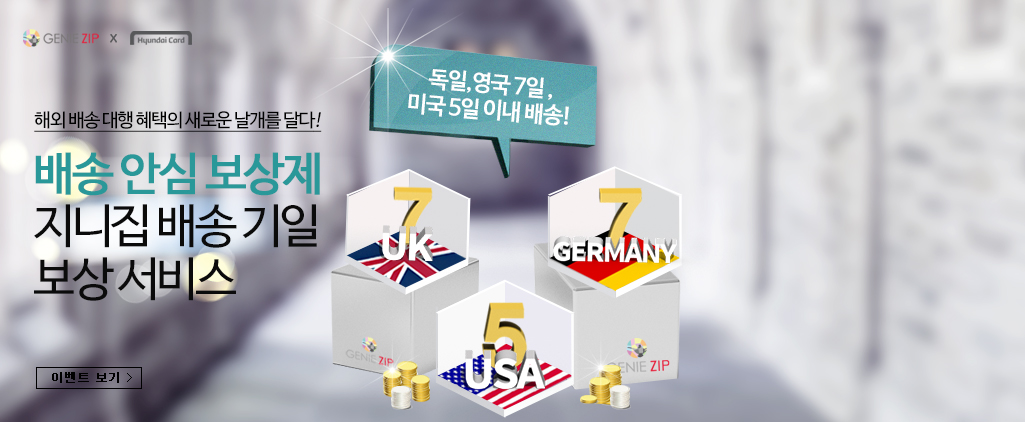 GENIE ZIP X Hyundai Card
해외 배송 대행 혜택의 새로운 날개를 달다!
배송 안심 보상제
지니집 배송 기일
보상 서비스
이벤트 보기 >
독일,영국 7일 ,
미국 5일 이내 배송!
7
UK
7
GERMANY
5
USA
GENIE ZIP
GENIE ZIP